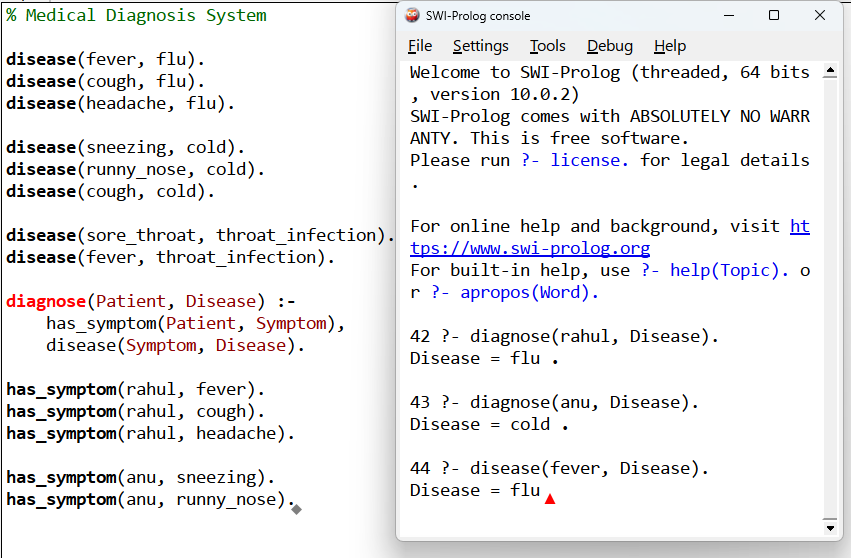 % Medical Diagnosis System
disease(fever, flu).
disease(cough, flu).
disease(headache, flu).
disease(sneezing, cold).
disease(runny_nose, cold).
disease(cough, cold).
disease(sore_throat, throat_infection).
disease(fever, throat_infection).
diagnose(Patient, Disease) :-
    has_symptom(Patient, Symptom),
    disease(Symptom, Disease).
has_symptom(rahul, fever).
has_symptom(rahul, cough).
has_symptom(rahul, headache).
has_symptom(anu, sneezing).
has_symptom(anu, runny_nose).
SWI-Prolog console
File Settings Tools Debug Help
Welcome to SWI-Prolog (threaded, 64 bits
, version 10.0.2)
SWI-Prolog comes with ABSOLUTELY NO WARR
ANTY. This is free software.
Please run ?- license. for legal details
.
For online help and background, visit ht
tps://www.swi-prolog.org
For built-in help, use ?- help(Topic). o
r ?- apropos(Word).
42 ?- diagnose(rahul, Disease).
Disease = flu .
43 ?- diagnose(anu, Disease).
Disease = cold .
44 ?- disease(fever, Disease).
Disease = flu